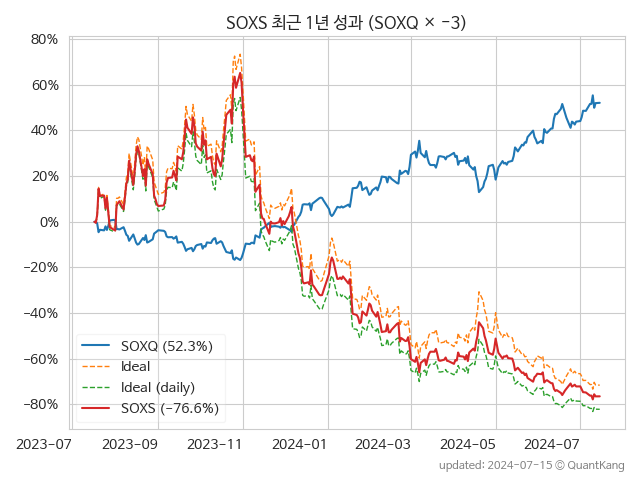 SOXS 최근 1년 성과 (SOXQ × -3)
80%
60%
40%
20%
0%
−20%
−40%
−60%
−80%
SOXQ (52.3%)
Ideal
Ideal (daily)
SOXS (-76.6%)
2023-07
2023-09
2023-11
2024-01
2024-03
2024-05
2024-07
updated: 2024-07-15 © QuantKang